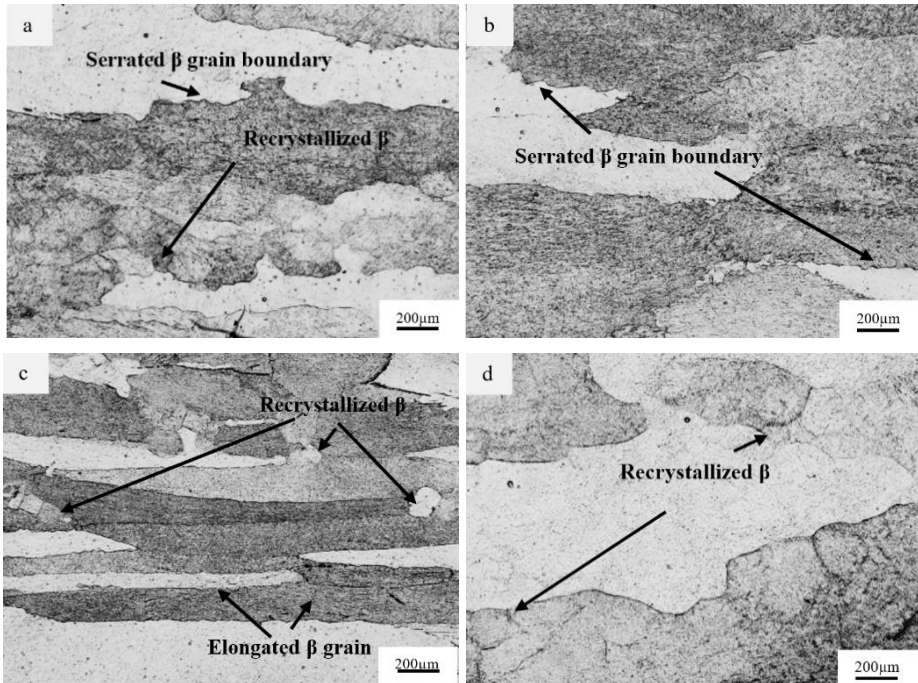 a
Serrated β grain boundary
Recrystallized β
200μm
b
Serrated β grain boundary
200μm
c
Recrystallized β
Elongated β grain
200μm
d
Recrystallized β
200μm